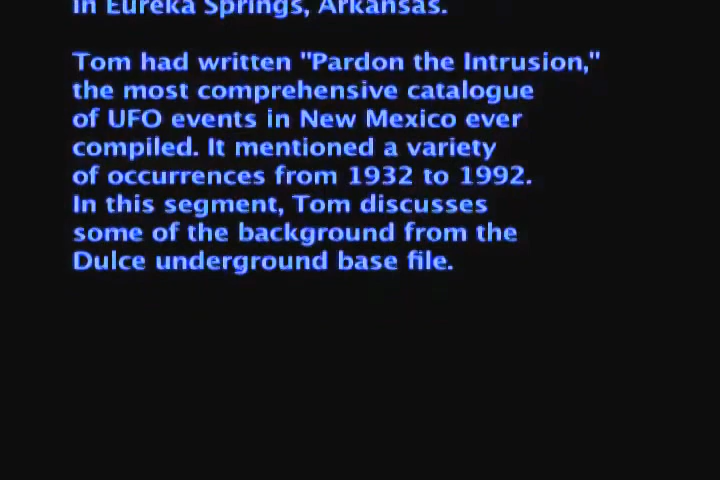 in Eureka Springs, Arkansas.
Tom had written "Pardon the Intrusion,"
the most comprehensive catalogue
of UFO events in New Mexico ever
compiled. It mentioned a variety
of occurrences from 1932 to 1992.
In this segment, Tom discusses
some of the background from the
Dulce underground base file.